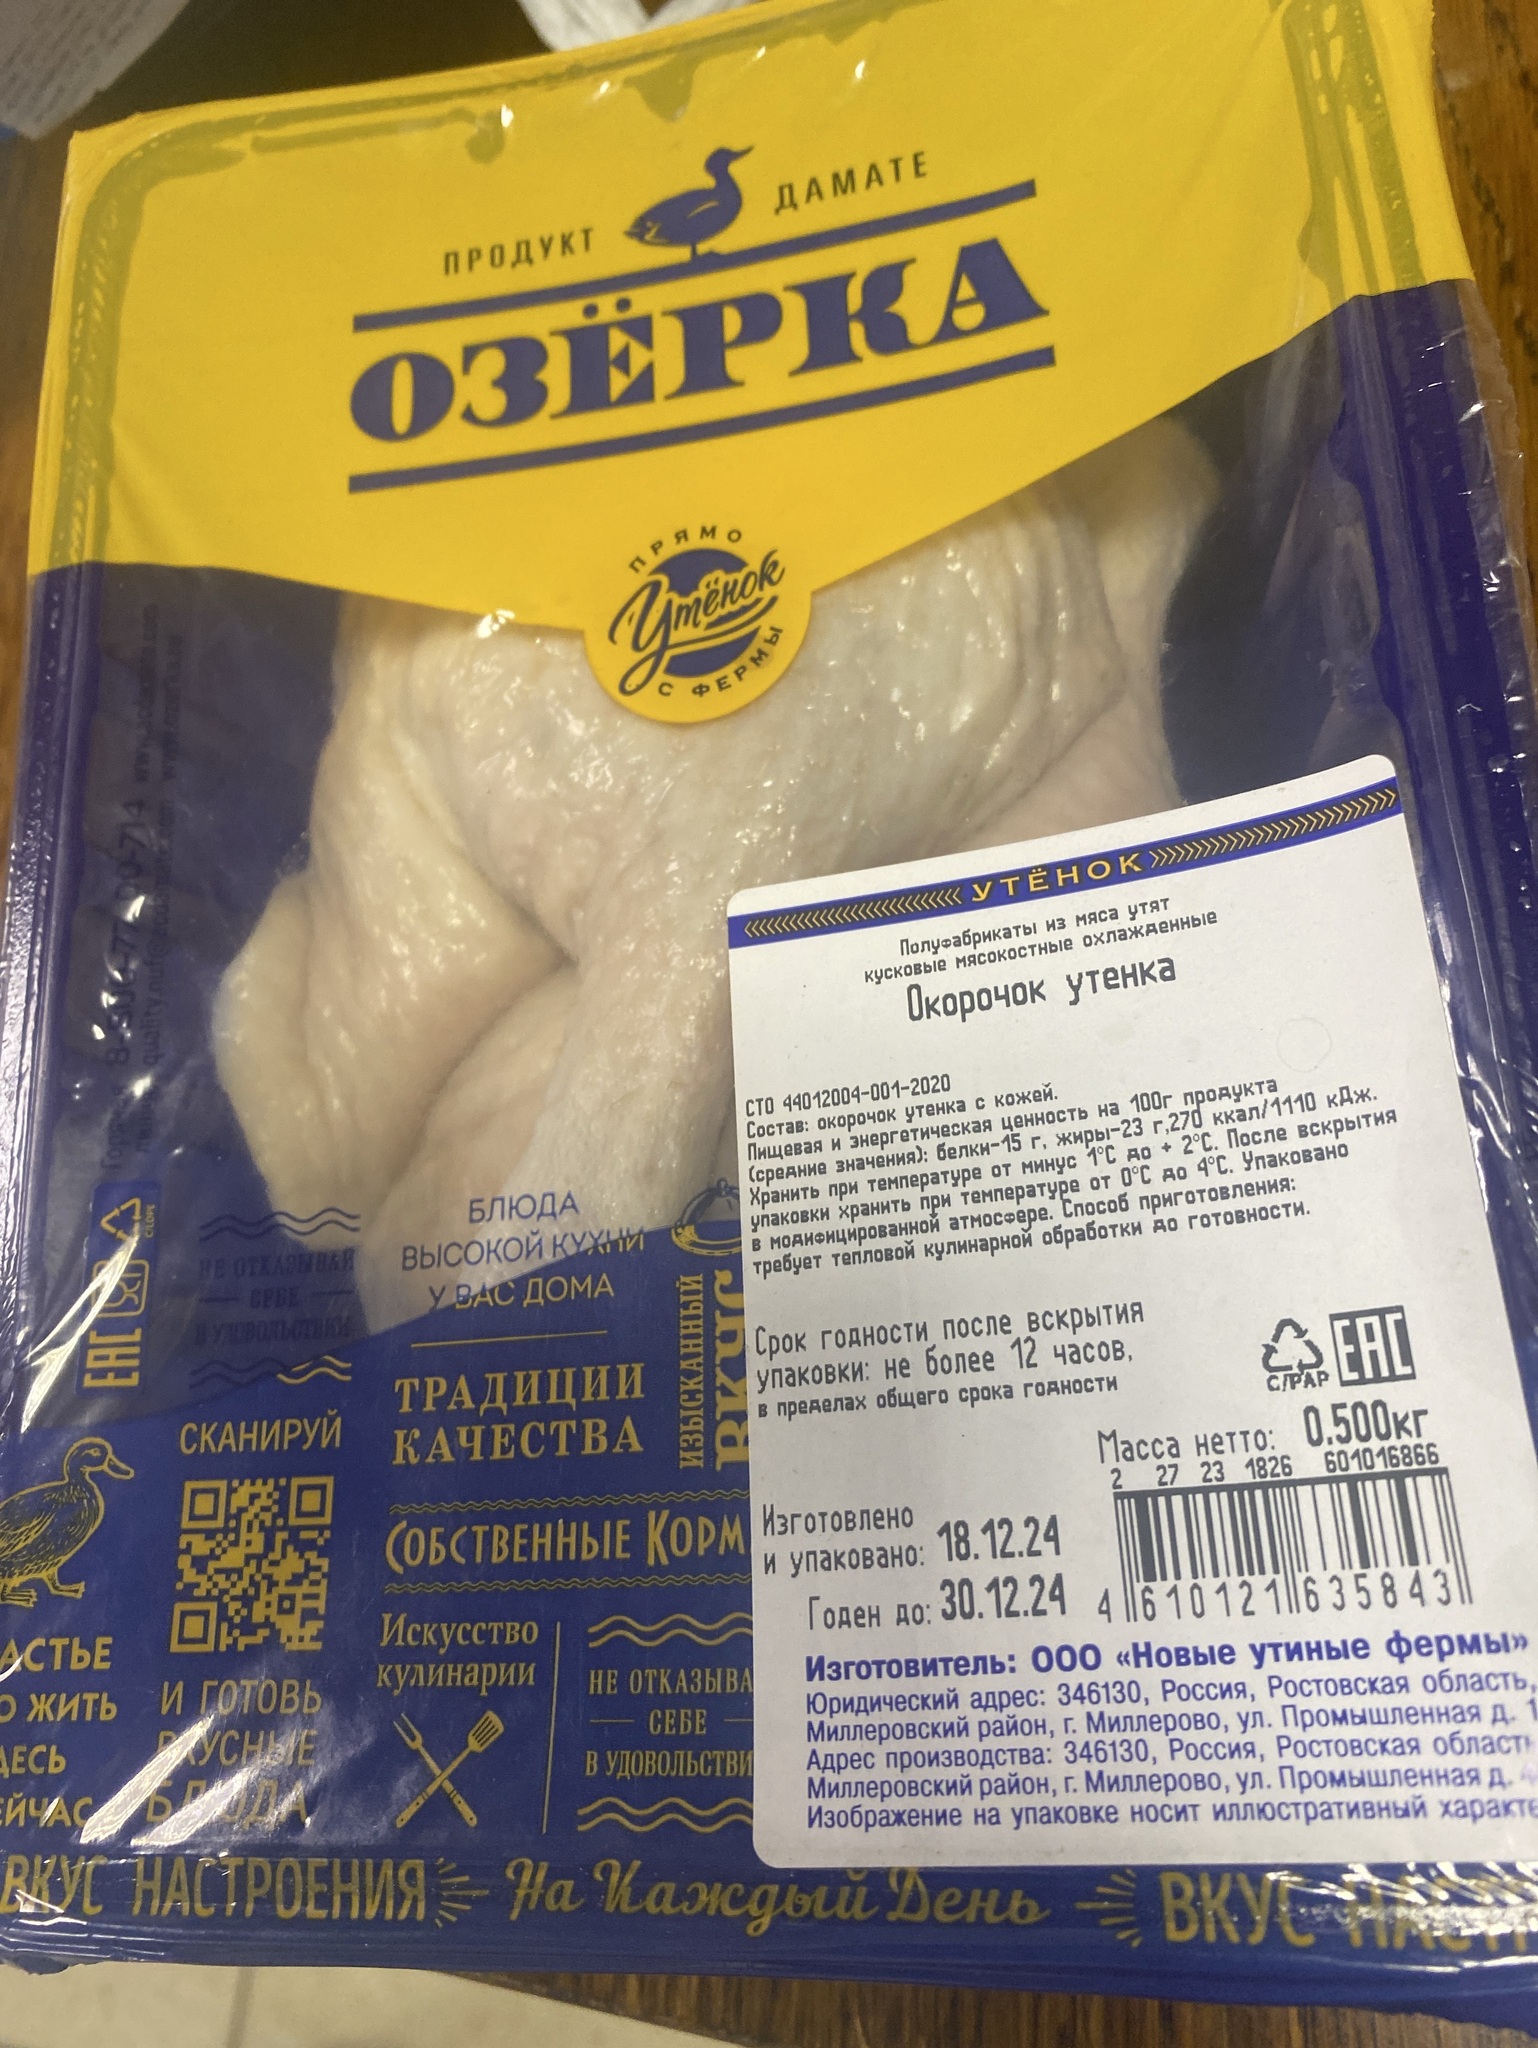 ПРОДУКТ ДАМАТЕ
ОЗЁРКА
ПРЯМО
Утёнок
С ФЕРМЫ
УТЁНОК
Полуфабрикаты из мяса утят
кусковые мясокостные охлажденные
Окорочок утенка
СТО 44012004-001-2020
Состав: окорочок утенка с кожей.
Пищевая и энергетическая ценность на 100г продукта
(средние значения): белки-15 г, жиры-23 г,270 ккал/1110 кДж.
Хранить при температуре от минус 1°С до + 2°С. После вскрытия
упаковки хранить при температуре от 0°С до 4°С. Упаковано
в модифицированной атмосфере. Способ приготовления:
требует тепловой кулинарной обработки до готовности.
Срок годности после вскрытия
упаковки: не более 12 часов,
в пределах общего срока годности
C/PAP
EAC
Масса нетто: 0.500кг
2 27 23 1826 601016866
Изготовлено
и упаковано: 18.12.24
Годен до: 30.12.24
4 610121 635843
Изготовитель: ООО «Новые утиные фермы»
Юридический адрес: 346130, Россия, Ростовская область,
Миллеровский район, г. Миллерово, ул. Промышленная д. 1
Адрес производства: 346130, Россия, Ростовская област
Миллеровский район, г. Миллерово, ул. Промышленная д.
Изображение на упаковке носит иллюстративный характе
БЛЮДА
ВЫСОКОЙ КУХНИ
У ВАС ДОМА
ТРАДИЦИИ
КАЧЕСТВА
ИЗЫСКАННЫЙ
ВКУС
НЕ ОТКАЗЫВАЙ
СЕБЕ
В УДОВОЛЬСТВИИ
EAC
СКАНИРУЙ
И ГОТОВЬ
ВКУСНЫЕ
БЛЮДА
СОБСТВЕННЫЕ КОРМ
Искусство
кулинарии
НЕ ОТКАЗЫВА
СЕБЕ
В УДОВОЛЬСТВИ
АСТЬЕ
О ЖИТЬ
ДЕСЬ
ЕЙЧАС
ВКУС НАСТРОЕНИЯ На Каждый День ВКУС